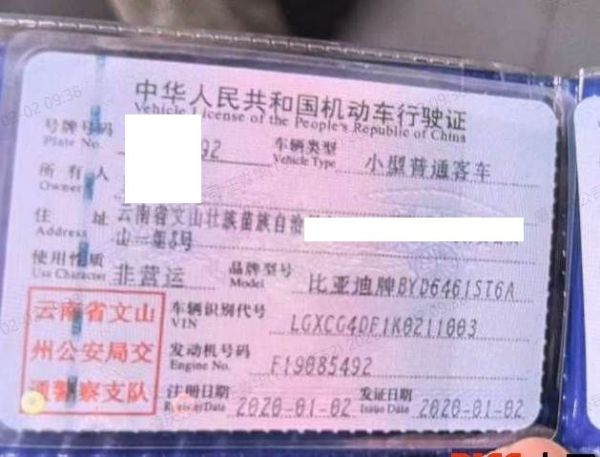 中华人民共和国机动车行驶证
Vehicle License of the People's Republic of China
号牌号码
Plate No.
92
车辆类型
Vehicle Type
小型普通客车
所有人
Owner
住址
Address
云南省文山壮族苗族自治
山一组8号
使用性质
Use Character
非营运
品牌型号
Model
比亚迪牌BYD6461ST6A
云南省文山
州公安局交
通警察支队
车辆识别代号
VIN
LGXCG4DF1K0211003
发动机号码
Engine No.
F19085492
注册日期
Register Date
2020-01-02
发证日期
Issue Date
2020-01-02